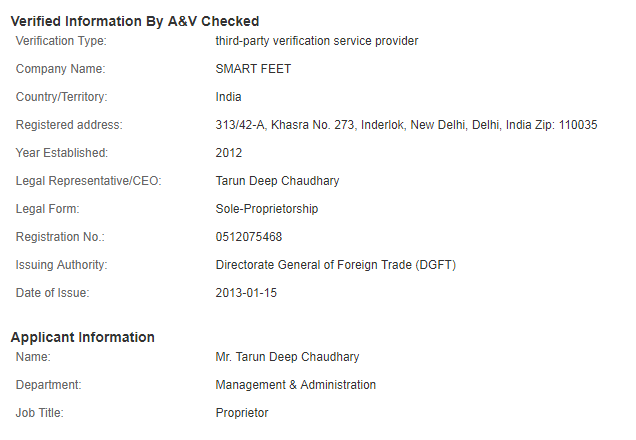 Verified Information By A&V Checked
Verification Type: third-party verification service provider
Company Name: SMART FEET
Country/Territory: India
Registered address: 313/42-A, Khasra No. 273, Inderlok, New Delhi, Delhi, India Zip: 110035
Year Established: 2012
Legal Representative/CEO: Tarun Deep Chaudhary
Legal Form: Sole-Proprietorship
Registration No.: 0512075468
Issuing Authority: Directorate General of Foreign Trade (DGFT)
Date of Issue: 2013-01-15
Applicant Information
Name: Mr. Tarun Deep Chaudhary
Department: Management & Administration
Job Title: Proprietor